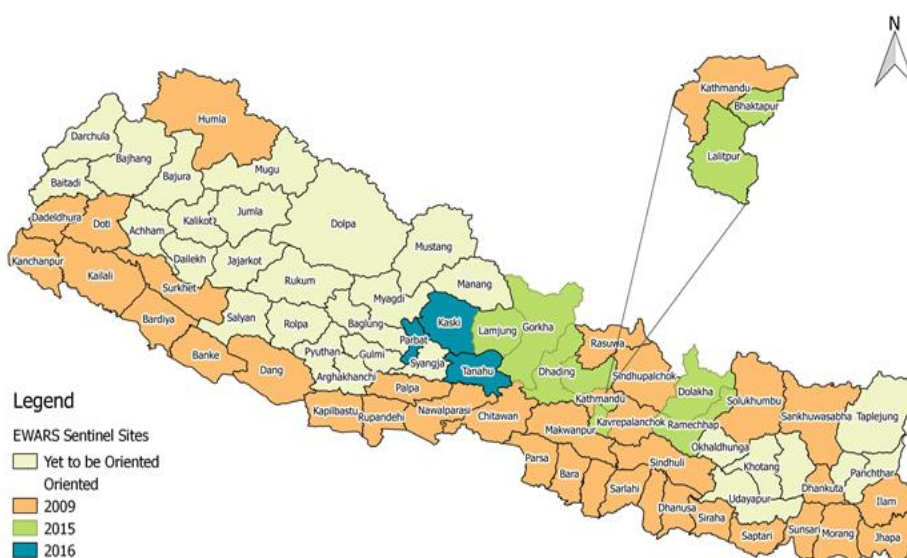 N
Kathmandu
Bhaktapur
Lalitpur
Humla
Darchula
Bajhang
Mugu
Bajura
Baitadi
Jumla
Dolpa
Dadeldhura
Doti
Kalikot
Achham
Mustang
Kanchanpur
Dailekh
Jajarkot
Kailali
Rukum
Manang
Surkhet
Myagdi
Bardiya
Salyan
Rolpa
Baglung
Kaski
Lamjung
Gorkha
Parbat
Rasuwa
Banke
Pyuthan
Gulmi
Syangja
Dang
Arghakhanchi
Tanahu
Dhading
Sindhupalchok
Palpa
Dolakha
Solukhumbu
Kathmandu
Kapilbastu
Rupandehi
Nawalparasi
Chitawan
Sankhuwasabha
Taplejung
Makwanpur
Kavrepalanchok
Ramechhap
Okhaldhunga
Parsa
Bara
Sindhuli
Khotang
Panchthar
Sarlahi
Udayapur
Dhankuta
Dhanusa
Siraha
Ilam
Saptari
Sunsari
Morang
Jhapa
Legend
EWARS Sentinel Sites
Yet to be Oriented
Oriented
2009
2015
2016